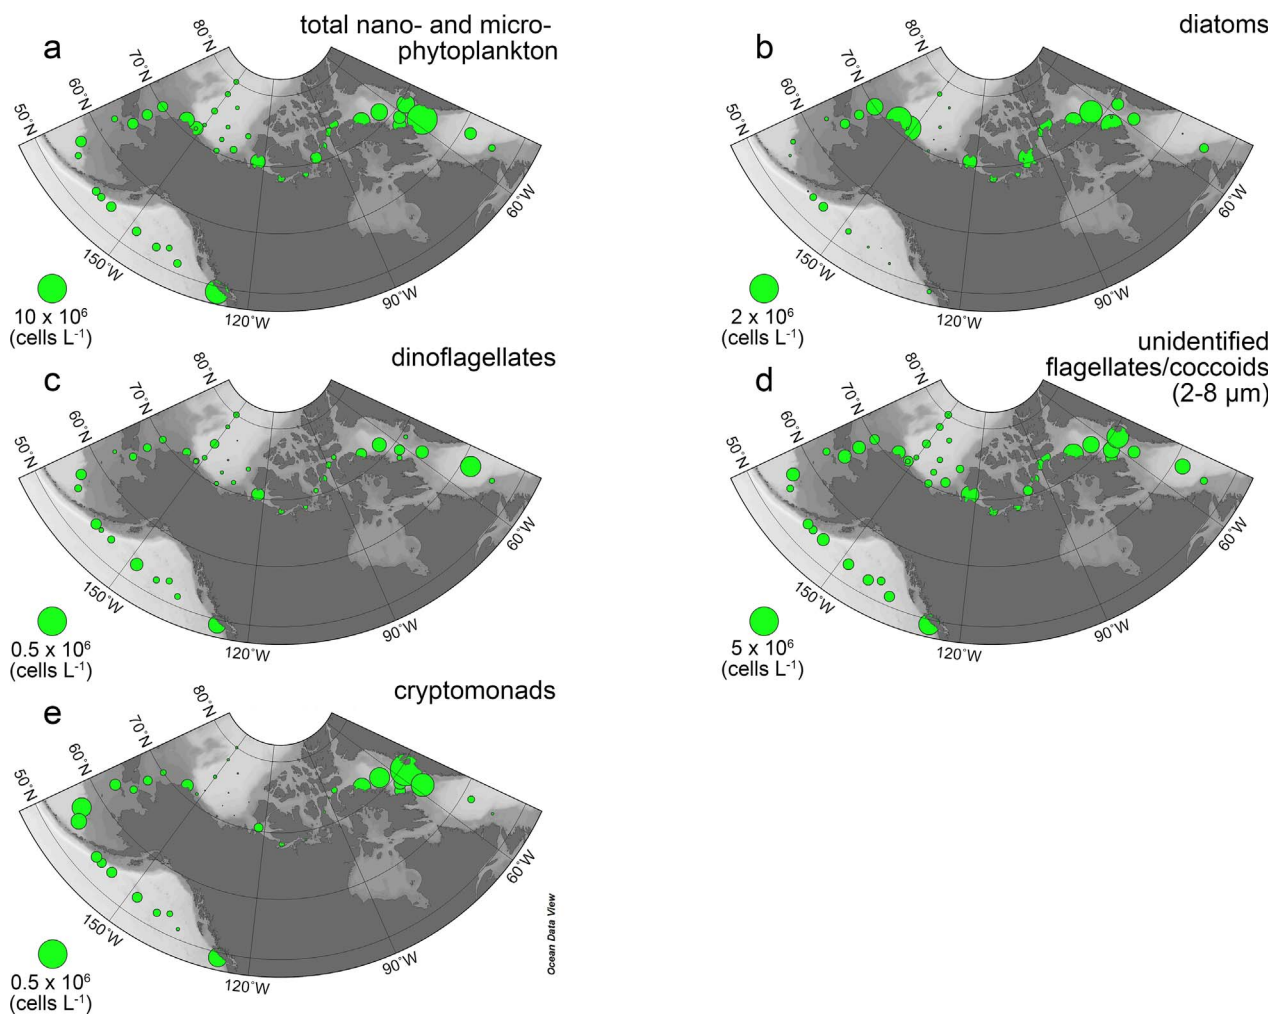 a
total nano- and micro-
phytoplankton
80°N
70°N
60°N
50°N
150°W
120°W
90°W
60°W
10 x 10⁶
(cells L⁻¹)
b
diatoms
80°N
70°N
60°N
50°N
150°W
120°W
90°W
60°W
2 x 10⁶
(cells L⁻¹)
c
dinoflagellates
80°N
70°N
60°N
50°N
150°W
120°W
90°W
60°W
0.5 x 10⁶
(cells L⁻¹)
d
unidentified
flagellates/coccoids
(2-8 µm)
80°N
70°N
60°N
50°N
150°W
120°W
90°W
60°W
5 x 10⁶
(cells L⁻¹)
e
cryptomonads
80°N
70°N
60°N
50°N
150°W
120°W
90°W
60°W
0.5 x 10⁶
(cells L⁻¹)
Ocean Data View